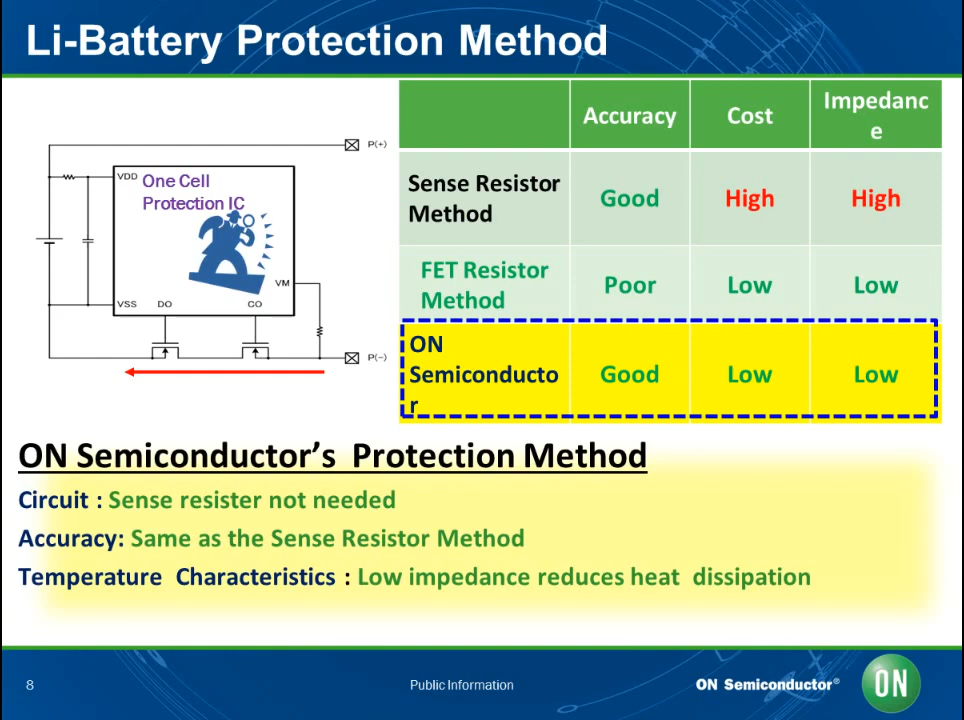 Li-Battery Protection Method
P(+)
VDD
One Cell
Protection IC
VM
VSS
DO
CO
P(-)
Accuracy
Cost
Impedanc
e
Sense Resistor
Method
Good
High
High
FET Resistor
Method
Poor
Low
Low
ON
Semiconducto
r
Good
Low
Low
ON Semiconductor’s Protection Method
Circuit : Sense resister not needed
Accuracy: Same as the Sense Resistor Method
Temperature Characteristics : Low impedance reduces heat dissipation
8
Public Information
ON Semiconductor®
ON